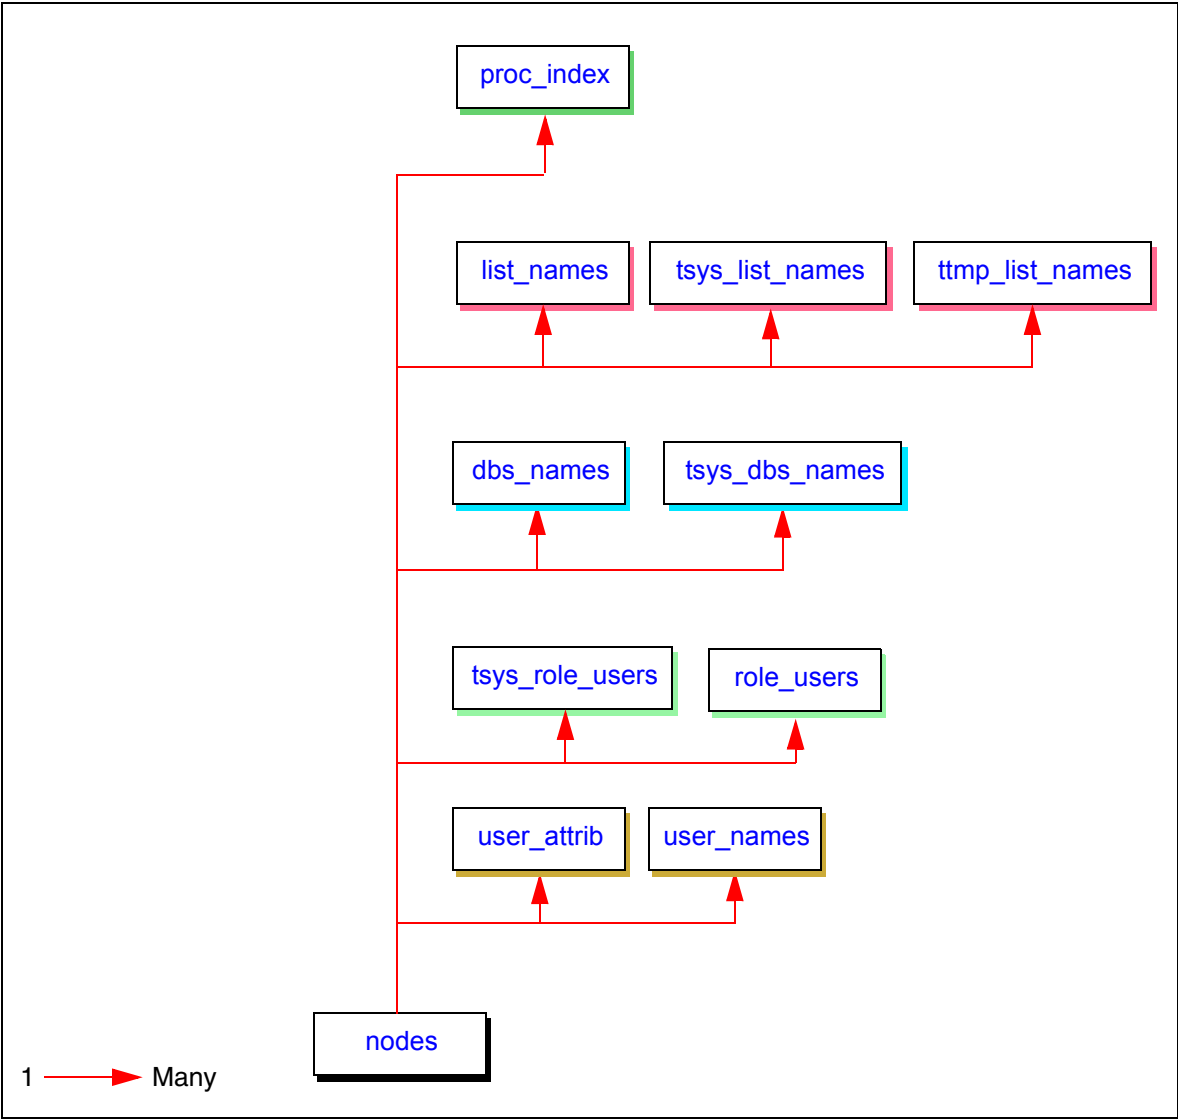 proc_index
list_names
tsys_list_names
ttmp_list_names
dbs_names
tsys_dbs_names
tsys_role_users
role_users
user_attrib
user_names
nodes
1 Many